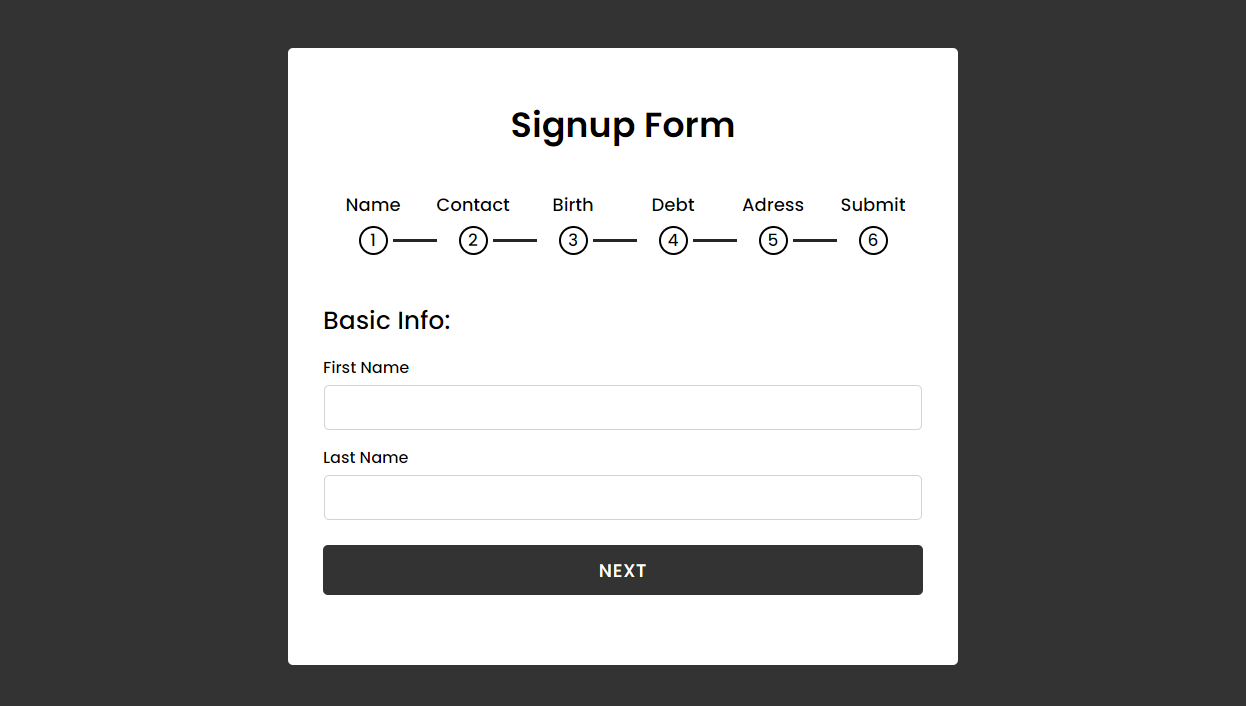 Signup Form
Name Contact Birth Debt Adress Submit
1 2 3 4 5 6
Basic Info:
First Name
Last Name
NEXT